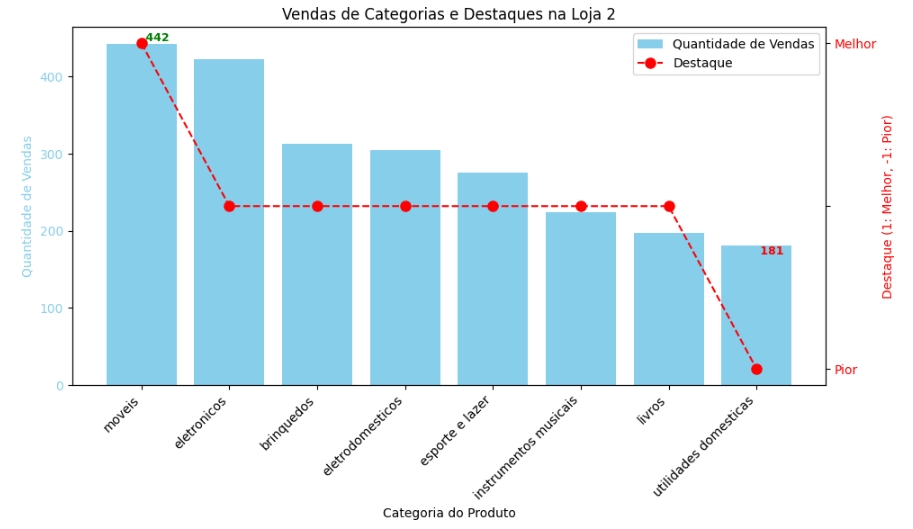 Vendas de Categorias e Destaques na Loja 2
Quantidade de Vendas
Destaque
442
181
400
300
200
100
0
Quantidade de Vendas
Melhor
Pior
Destaque (1: Melhor, -1: Pior)
moveis
eletronicos
brinquedos
eletrodomesticos
esporte e lazer
instrumentos musicais
livros
utilidades domesticas
Categoria do Produto